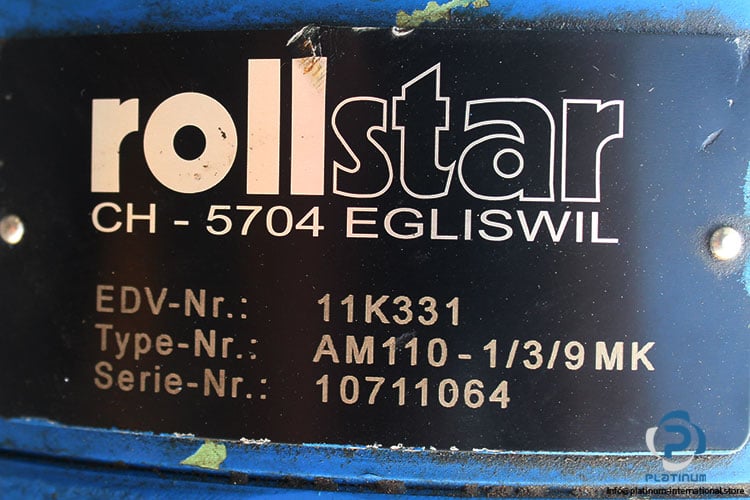 rollstar
CH - 5704 EGLISWIL
EDV-Nr.: 11K331
Type-Nr.: AM110-1/3/9MK
Serie-Nr.: 10711064
PLATINUM
info@platinum-international.store